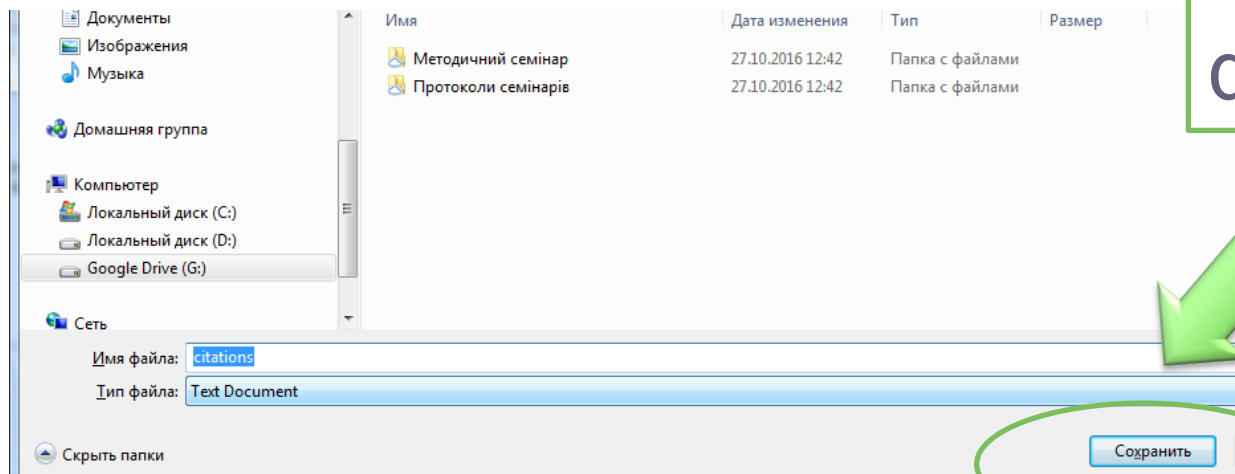 Документы
Изображения
Музыка
Домашняя группа
Компьютер
Локальный диск (C:)
Локальный диск (D:)
Google Drive (G:)
Сеть
Имя Дата изменения Тип Размер
Методичний семінар 27.10.2016 12:42 Папка с файлами
Протоколи семінарів 27.10.2016 12:42 Папка с файлами
Имя файла: citations
Тип файла: Text Document
Скрыть папки
Сохранить